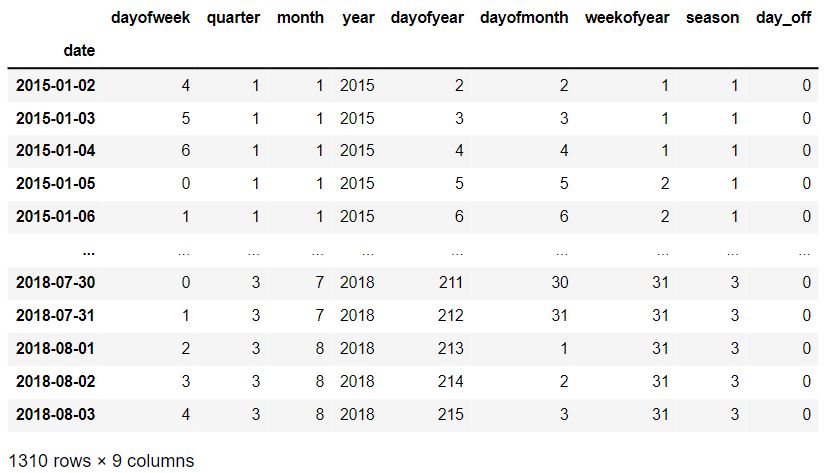 dayofweek quarter month year dayofyear dayofmonth weekofyear season day_off
date
2015-01-02 4 1 1 2015 2 2 1 1 0
2015-01-03 5 1 1 2015 3 3 1 1 0
2015-01-04 6 1 1 2015 4 4 1 1 0
2015-01-05 0 1 1 2015 5 5 2 1 0
2015-01-06 1 1 1 2015 6 6 2 1 0
... ... ... ... ... ... ... ... ... ...
2018-07-30 0 3 7 2018 211 30 31 3 0
2018-07-31 1 3 7 2018 212 31 31 3 0
2018-08-01 2 3 8 2018 213 1 31 3 0
2018-08-02 3 3 8 2018 214 2 31 3 0
2018-08-03 4 3 8 2018 215 3 31 3 0
1310 rows × 9 columns